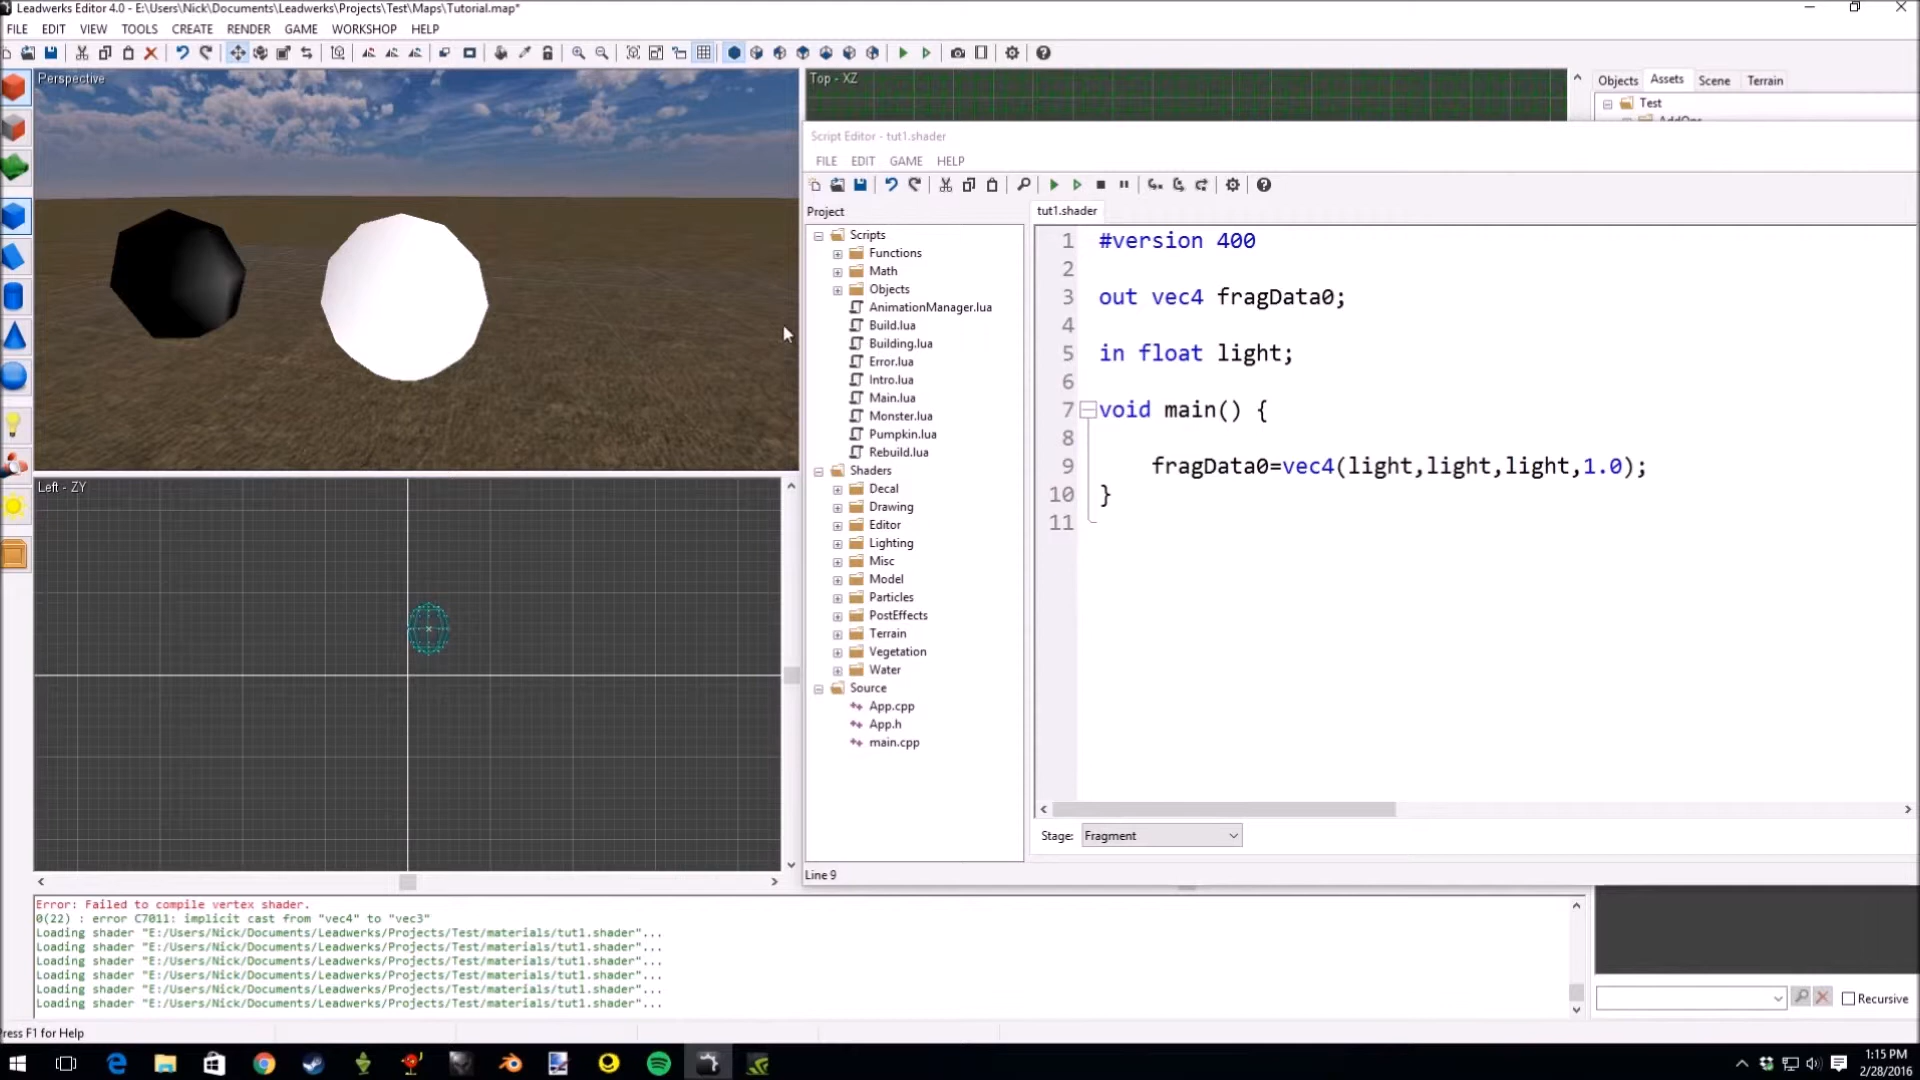 Leadwerks Editor 4.0 - E:\Users\Nick\Documents\Leadwerks\Projects\Test\Maps\Tutorial.map*
FILE EDIT VIEW TOOLS CREATE RENDER GAME WORKSHOP HELP
Perspective
Top - XZ
Objects Assets Scene Terrain
Test
AddOns
Script Editor - tut1.shader
FILE EDIT GAME HELP
Project
tut1.shader
Scripts
Functions
Math
Objects
AnimationManager.lua
Build.lua
Building.lua
Error.lua
Intro.lua
Main.lua
Monster.lua
Pumpkin.lua
Rebuild.lua
Shaders
Decal
Drawing
Editor
Lighting
Misc
Model
Particles
PostEffects
Terrain
Vegetation
Water
Source
App.cpp
App.h
main.cpp
1 #version 400
2
3 out vec4 fragData0;
4
5 in float light;
6
7 void main() {
8
9 fragData0=vec4(light,light,light,1.0);
10 }
11
Stage: Fragment
Line 9
Left - ZY
Error: Failed to compile vertex shader.
0(22) : error C7011: implicit cast from "vec4" to "vec3"
Loading shader "E:/Users/Nick/Documents/Leadwerks/Projects/Test/materials/tut1.shader"...
Loading shader "E:/Users/Nick/Documents/Leadwerks/Projects/Test/materials/tut1.shader"...
Loading shader "E:/Users/Nick/Documents/Leadwerks/Projects/Test/materials/tut1.shader"...
Loading shader "E:/Users/Nick/Documents/Leadwerks/Projects/Test/materials/tut1.shader"...
Loading shader "E:/Users/Nick/Documents/Leadwerks/Projects/Test/materials/tut1.shader"...
Loading shader "E:/Users/Nick/Documents/Leadwerks/Projects/Test/materials/tut1.shader"...
Recursive
ress F1 for Help
1:15 PM
2/28/2016